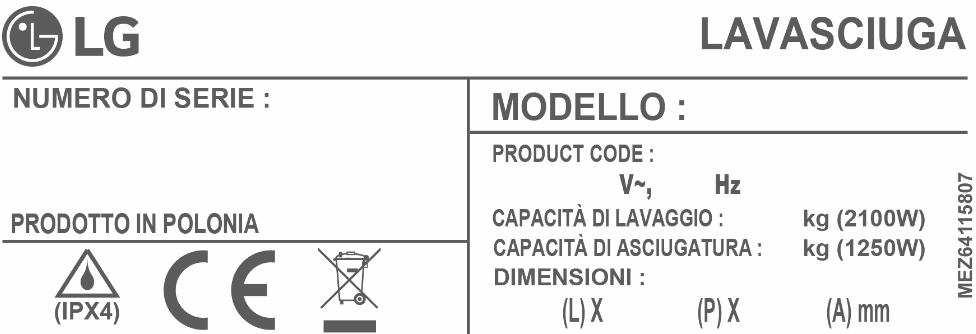 LG
LAVASCIUGA
NUMERO DI SERIE :
PRODOTTO IN POLONIA
(IPX4)
CE
MODELLO :
PRODUCT CODE :
V~, Hz
CAPACITÀ DI LAVAGGIO : kg (2100W)
CAPACITÀ DI ASCIUGATURA : kg (1250W)
DIMENSIONI :
(L) X (P) X (A) mm
MEZ64115807